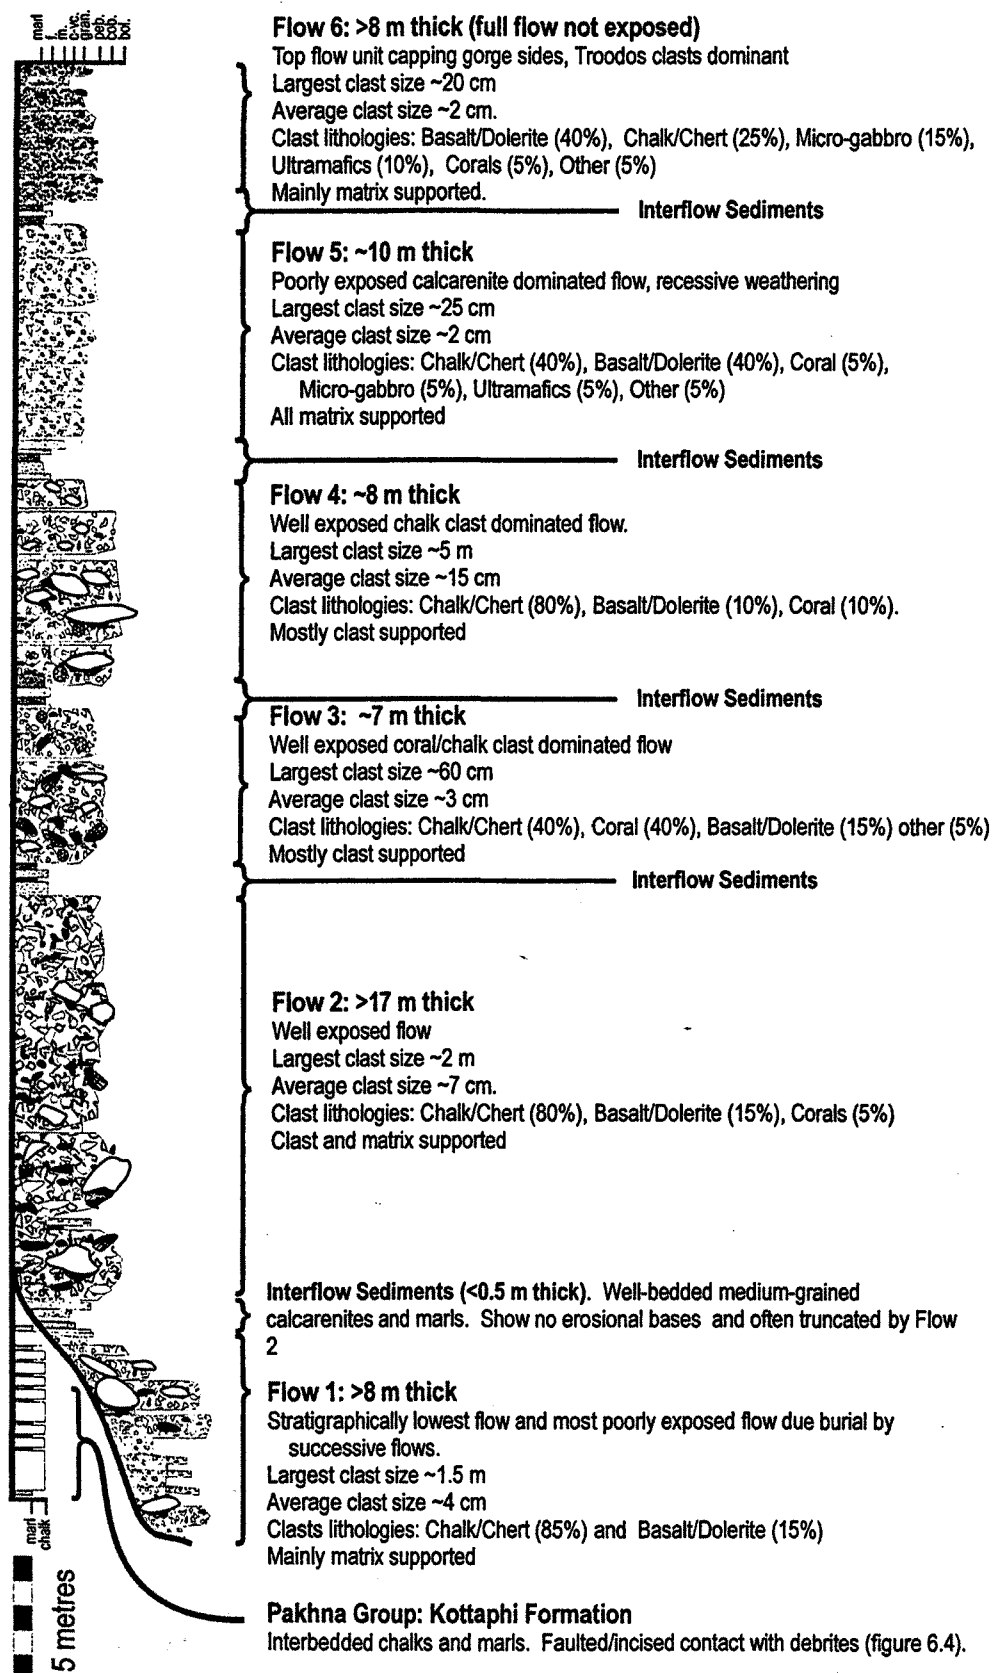 marl
f.
m.
c-vc.
gran.
peb.
cob.
bol.
Flow 6: >8 m thick (full flow not exposed)
Top flow unit capping gorge sides, Troodos clasts dominant
Largest clast size ~20 cm
Average clast size ~2 cm.
Clast lithologies: Basalt/Dolerite (40%), Chalk/Chert (25%), Micro-gabbro (15%),
Ultramafics (10%), Corals (5%), Other (5%)
Mainly matrix supported.
Interflow Sediments
Flow 5: ~10 m thick
Poorly exposed calcarenite dominated flow, recessive weathering
Largest clast size ~25 cm
Average clast size ~2 cm
Clast lithologies: Chalk/Chert (40%), Basalt/Dolerite (40%), Coral (5%),
Micro-gabbro (5%), Ultramafics (5%), Other (5%)
All matrix supported
Interflow Sediments
Flow 4: ~8 m thick
Well exposed chalk clast dominated flow.
Largest clast size ~5 m
Average clast size ~15 cm
Clast lithologies: Chalk/Chert (80%), Basalt/Dolerite (10%), Coral (10%).
Mostly clast supported
Interflow Sediments
Flow 3: ~7 m thick
Well exposed coral/chalk clast dominated flow
Largest clast size ~60 cm
Average clast size ~3 cm
Clast lithologies: Chalk/Chert (40%), Coral (40%), Basalt/Dolerite (15%) other (5%)
Mostly clast supported
Interflow Sediments
Flow 2: >17 m thick
Well exposed flow
Largest clast size ~2 m
Average clast size ~7 cm.
Clast lithologies: Chalk/Chert (80%), Basalt/Dolerite (15%), Corals (5%)
Clast and matrix supported
Interflow Sediments (<0.5 m thick). Well-bedded medium-grained
calcarenites and marls. Show no erosional bases and often truncated by Flow
2
Flow 1: >8 m thick
Stratigraphically lowest flow and most poorly exposed flow due burial by
successive flows.
Largest clast size ~1.5 m
Average clast size ~4 cm
Clasts lithologies: Chalk/Chert (85%) and Basalt/Dolerite (15%)
Mainly matrix supported
marl
chalk
5 metres
Pakhna Group: Kottaphi Formation
Interbedded chalks and marls. Faulted/incised contact with debrites (figure 6.4).